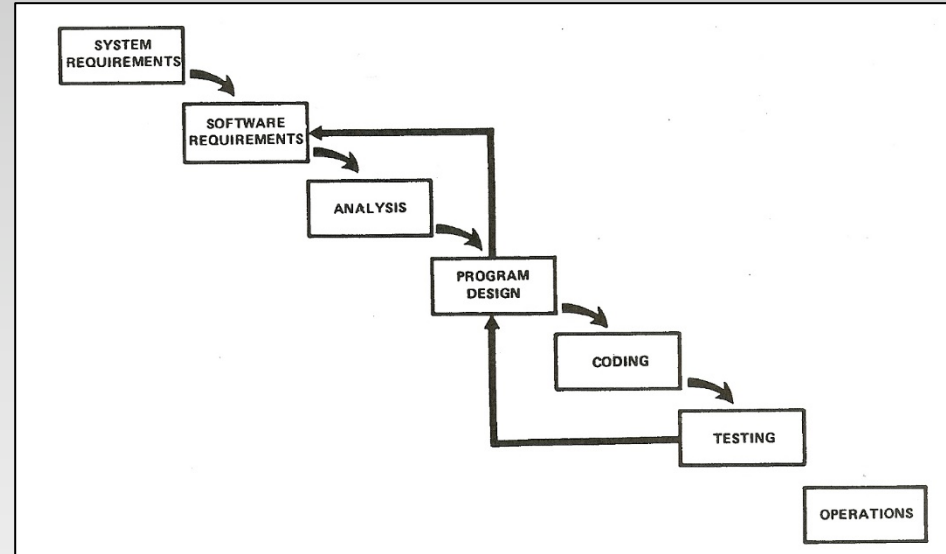 SYSTEM
REQUIREMENTS
SOFTWARE
REQUIREMENTS
ANALYSIS
PROGRAM
DESIGN
CODING
TESTING
OPERATIONS